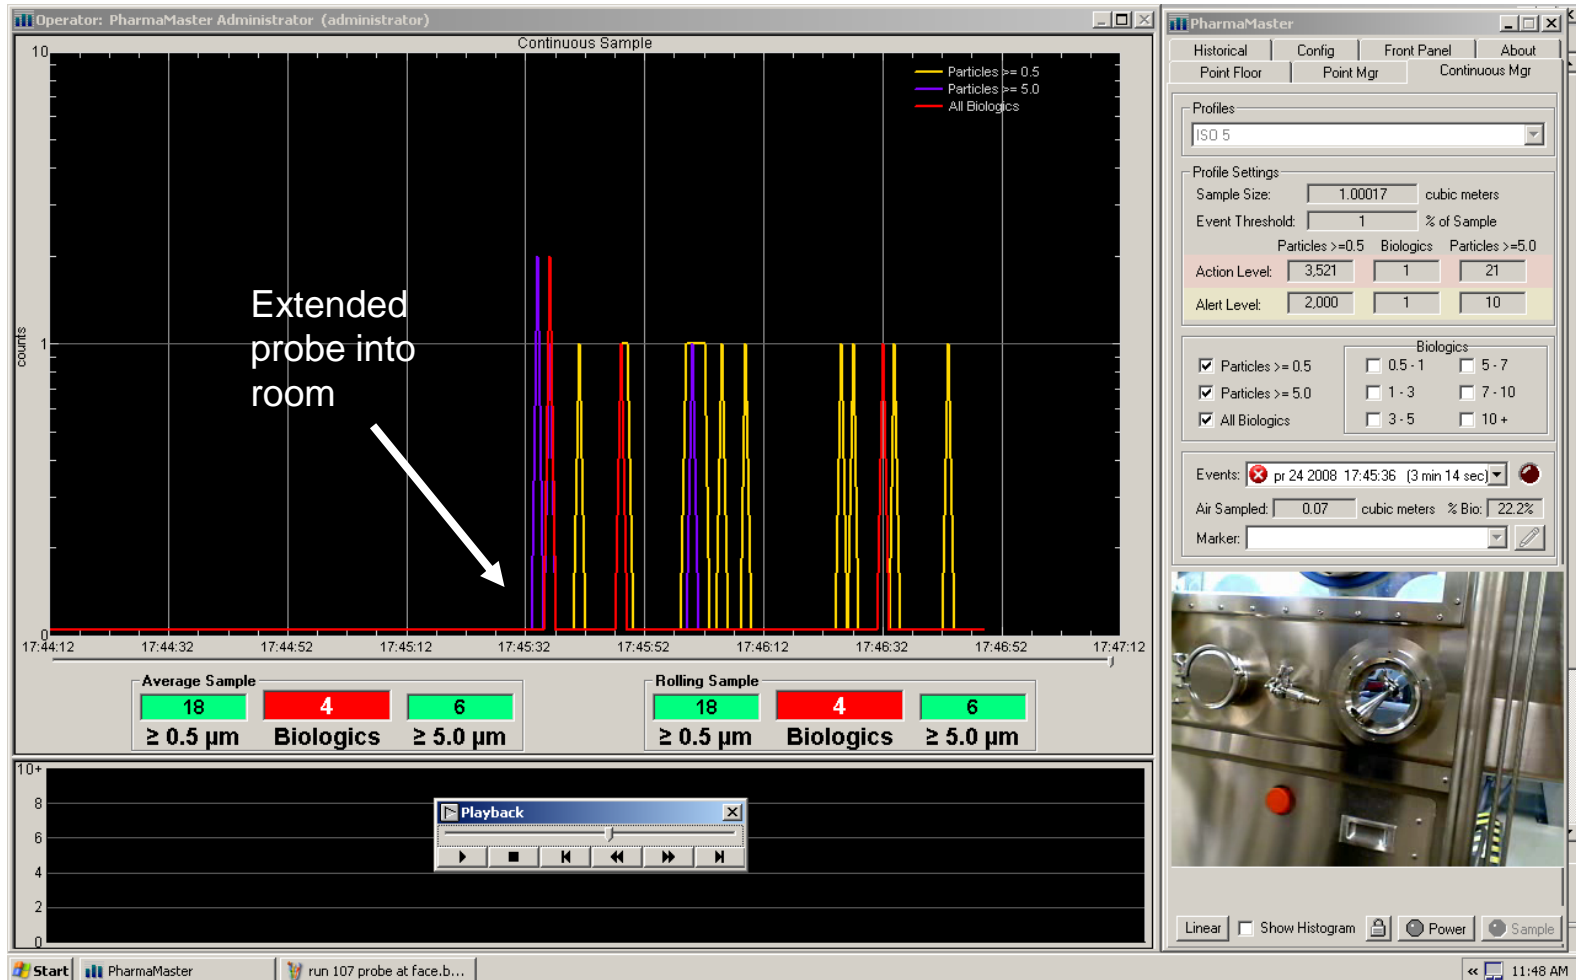 Operator: PharmaMaster Administrator (administrator)
Continuous Sample
10
Particles >= 0.5
Particles >= 5.0
All Biologics
Extended
probe into
room
counts
1
0
17:44:12 17:44:32 17:44:52 17:45:12 17:45:32 17:45:52 17:46:12 17:46:32 17:46:52 17:47:12
Average Sample
18 4 6
≥ 0.5 µm Biologics ≥ 5.0 µm
Rolling Sample
18 4 6
≥ 0.5 µm Biologics ≥ 5.0 µm
10+
8
6
4
2
0
Playback
PharmaMaster
Historical Config Front Panel About
Point Floor Point Mgr Continuous Mgr
Profiles
ISO 5
Profile Settings
Sample Size: 1.00017 cubic meters
Event Threshold: 1 % of Sample
Particles >=0.5 Biologics Particles >=5.0
Action Level: 3,521 1 21
Alert Level: 2,000 1 10
Particles >= 0.5
Particles >= 5.0
All Biologics
Biologics
0.5 - 1 5 - 7
1 - 3 7 - 10
3 - 5 10 +
Events: pr 24 2008 17:45:36 (3 min 14 sec)
Air Sampled: 0.07 cubic meters % Bio: 22.2%
Marker:
Linear Show Histogram Power Sample
Start PharmaMaster run 107 probe at face.b... 11:48 AM